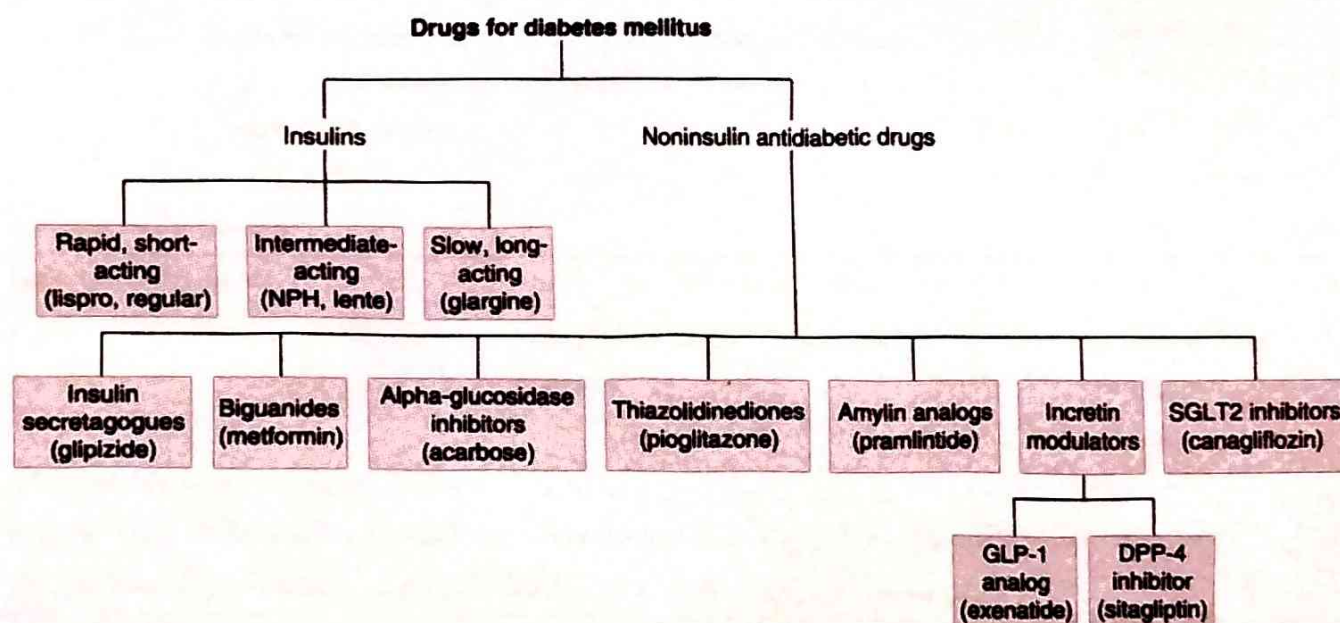 Drugs for diabetes mellitus
Insulins
Noninsulin antidiabetic drugs
Rapid, short-
acting
(lispro, regular)
Intermediate-
acting
(NPH, lente)
Slow, long-
acting
(glargine)
Insulin
secretagogues
(glipizide)
Biguanides
(metformin)
Alpha-glucosidase
inhibitors
(acarbose)
Thiazolidinediones
(pioglitazone)
Amylin analogs
(pramlintide)
Incretin
modulators
SGLT2 inhibitors
(canagliflozin)
GLP-1
analog
(exenatide)
DPP-4
inhibitor
(sitagliptin)